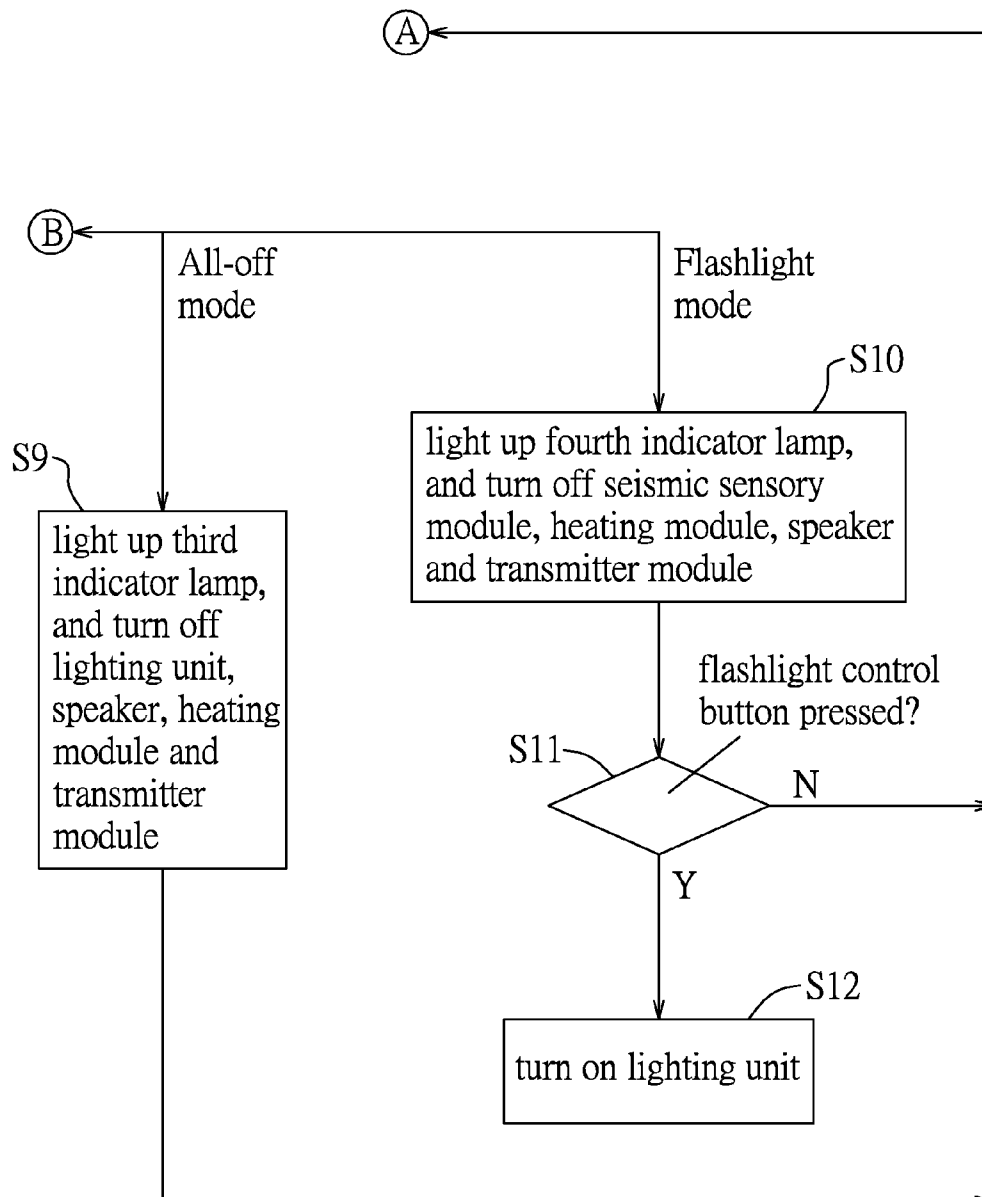 A
B
All-off
mode
Flashlight
mode
S10
light up fourth indicator lamp,
and turn off seismic sensory
module, heating module, speaker
and transmitter module
S9
light up third
indicator lamp,
and turn off
lighting unit,
speaker, heating
module and
transmitter
module
flashlight control
button pressed?
S11
N
Y
S12
turn on lighting unit